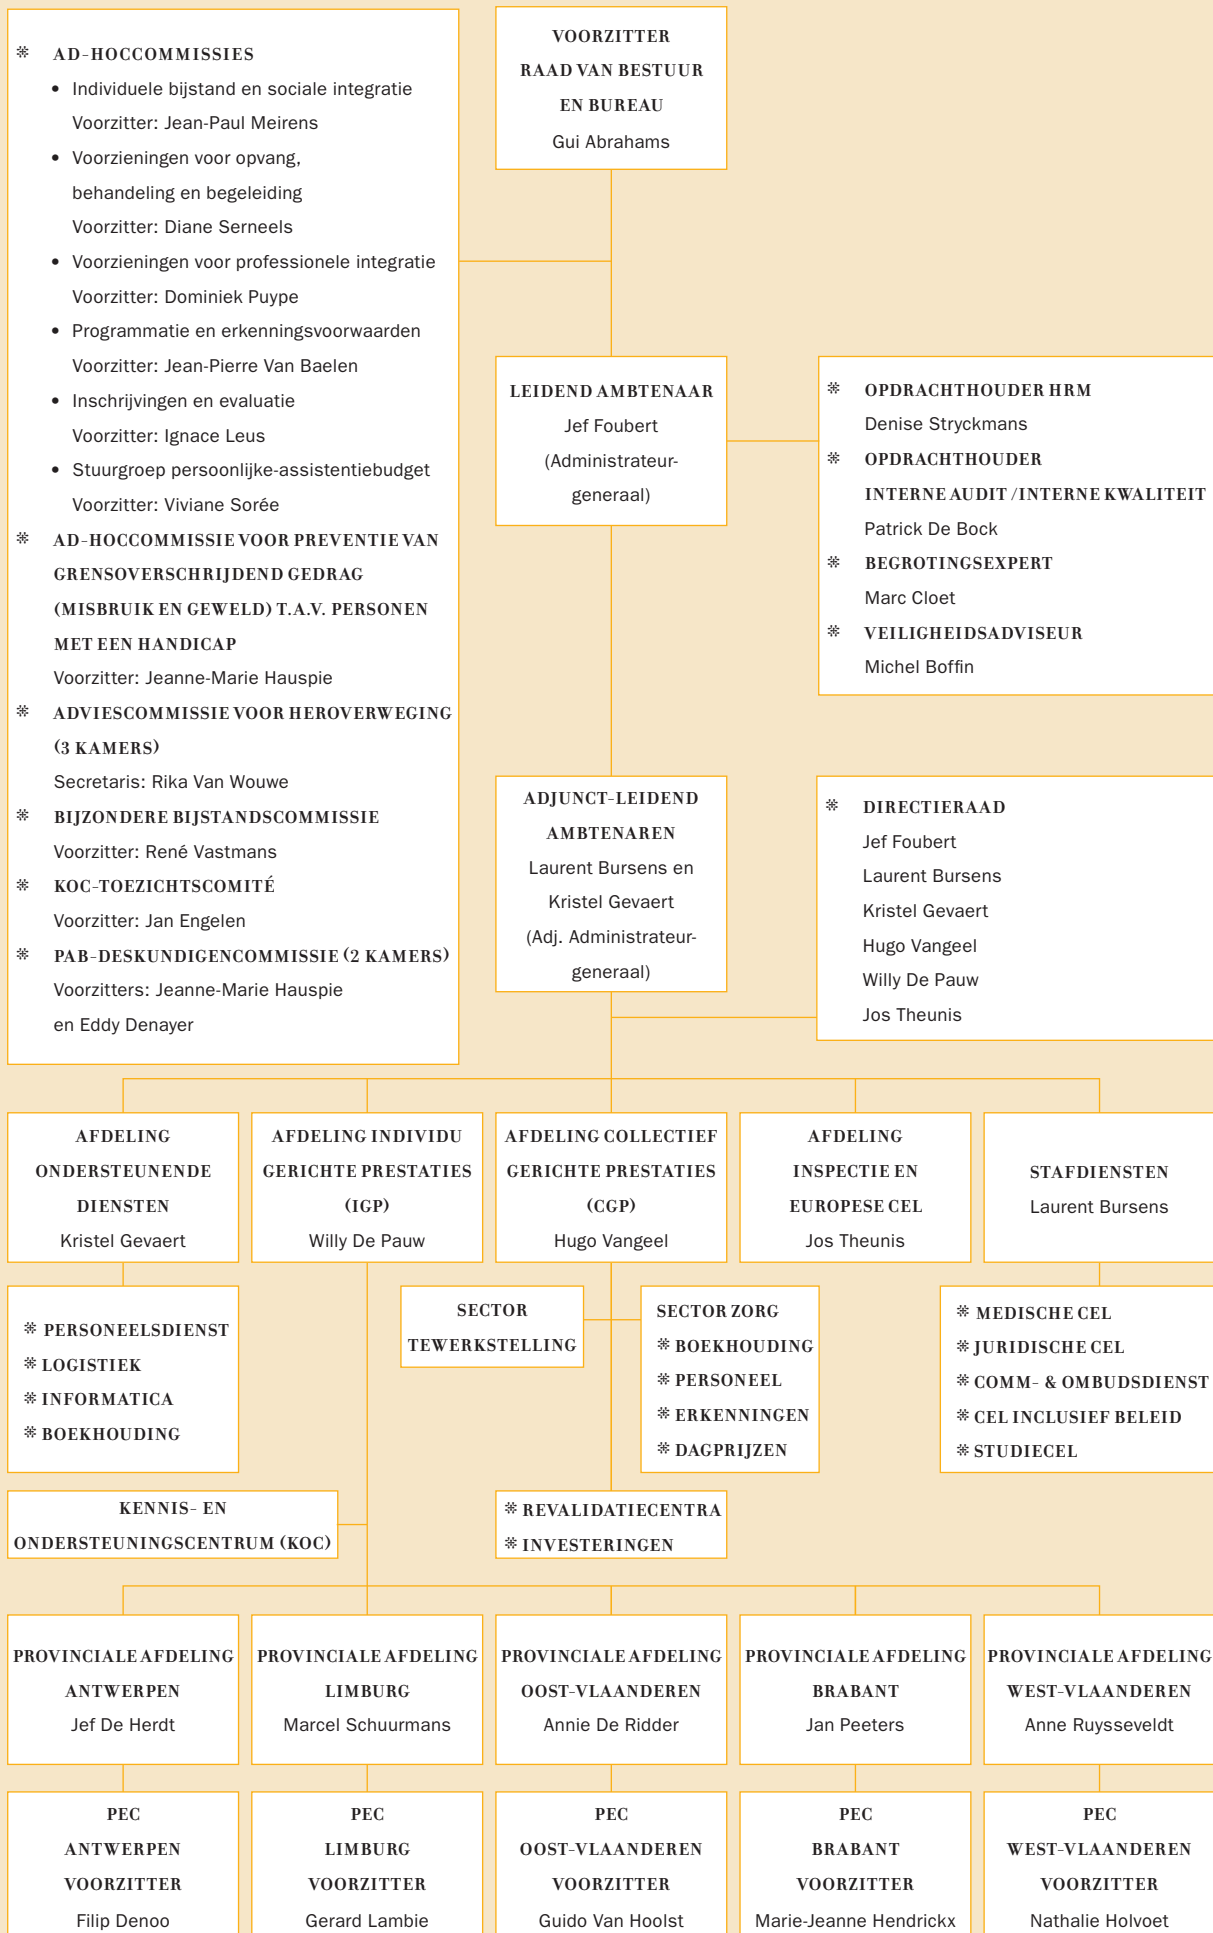 ※ AD-HOCCOMMISSIES
• Individuele bijstand en sociale integratie
Voorzitter: Jean-Paul Meirens
• Voorzieningen voor opvang,
behandeling en begeleiding
Voorzitter: Diane Serneels
• Voorzieningen voor professionele integratie
Voorzitter: Dominiek Puype
• Programmatie en erkenningsvoorwaarden
Voorzitter: Jean-Pierre Van Baelen
• Inschrijvingen en evaluatie
Voorzitter: Ignace Leus
• Stuurgroep persoonlijke-assistentiebudget
Voorzitter: Viviane Sorée
※ AD-HOCCOMMISSIE VOOR PREVENTIE VAN
GRENSOVERSCHRIJDEND GEDRAG
(MISBRUIK EN GEWELD) T.A.V. PERSONEN
MET EEN HANDICAP
Voorzitter: Jeanne-Marie Hauspie
※ ADVIESCOMMISSIE VOOR HEROVERWEGING
(3 KAMERS)
Secretaris: Rika Van Wouwe
※ BIJZONDERE BIJSTANDSCOMMISSIE
Voorzitter: René Vastmans
※ KOC-TOEZICHTSCOMITÉ
Voorzitter: Jan Engelen
※ PAB-DESKUNDIGENCOMMISSIE (2 KAMERS)
Voorzitters: Jeanne-Marie Hauspie
en Eddy Denayer
VOORZITTER
RAAD VAN BESTUUR
EN BUREAU
Gui Abrahams
LEIDEND AMBTENAAR
Jef Foubert
(Administrateur-
generaal)
※ OPDRACHTHOUDER HRM
Denise Stryckmans
※ OPDRACHTHOUDER
INTERNE AUDIT /INTERNE KWALITEIT
Patrick De Bock
※ BEGROTINGSEXPERT
Marc Cloet
※ VEILIGHEIDSADVISEUR
Michel Boffin
ADJUNCT-LEIDEND
AMBTENAREN
Laurent Bursens en
Kristel Gevaert
(Adj. Administrateur-
generaal)
※ DIRECTIERAAD
Jef Foubert
Laurent Bursens
Kristel Gevaert
Hugo Vangeel
Willy De Pauw
Jos Theunis
AFDELING
ONDERSTEUNENDE
DIENSTEN
Kristel Gevaert
AFDELING INDIVIDU
GERICHTE PRESTATIES
(IGP)
Willy De Pauw
AFDELING COLLECTIEF
GERICHTE PRESTATIES
(CGP)
Hugo Vangeel
AFDELING
INSPECTIE EN
EUROPESE CEL
Jos Theunis
STAFDIENSTEN
Laurent Bursens
※ PERSONEELSDIENST
※ LOGISTIEK
※ INFORMATICA
※ BOEKHOUDING
SECTOR
TEWERKSTELLING
SECTOR ZORG
※ BOEKHOUDING
※ PERSONEEL
※ ERKENNINGEN
※ DAGPRIJZEN
※ MEDISCHE CEL
※ JURIDISCHE CEL
※ COMM- & OMBUDSDIENST
※ CEL INCLUSIEF BELEID
※ STUDIECEL
KENNIS- EN
ONDERSTEUNINGSCENTRUM (KOC)
※ REVALIDATIECENTRA
※ INVESTERINGEN
PROVINCIALE AFDELING
ANTWERPEN
Jef De Herdt
PROVINCIALE AFDELING
LIMBURG
Marcel Schuurmans
PROVINCIALE AFDELING
OOST-VLAANDEREN
Annie De Ridder
PROVINCIALE AFDELING
BRABANT
Jan Peeters
PROVINCIALE AFDELING
WEST-VLAANDEREN
Anne Ruysseveldt
PEC
ANTWERPEN
VOORZITTER
Filip Denoo
PEC
LIMBURG
VOORZITTER
Gerard Lambie
PEC
OOST-VLAANDEREN
VOORZITTER
Guido Van Hoolst
PEC
BRABANT
VOORZITTER
Marie-Jeanne Hendrickx
PEC
WEST-VLAANDEREN
VOORZITTER
Nathalie Holvoet